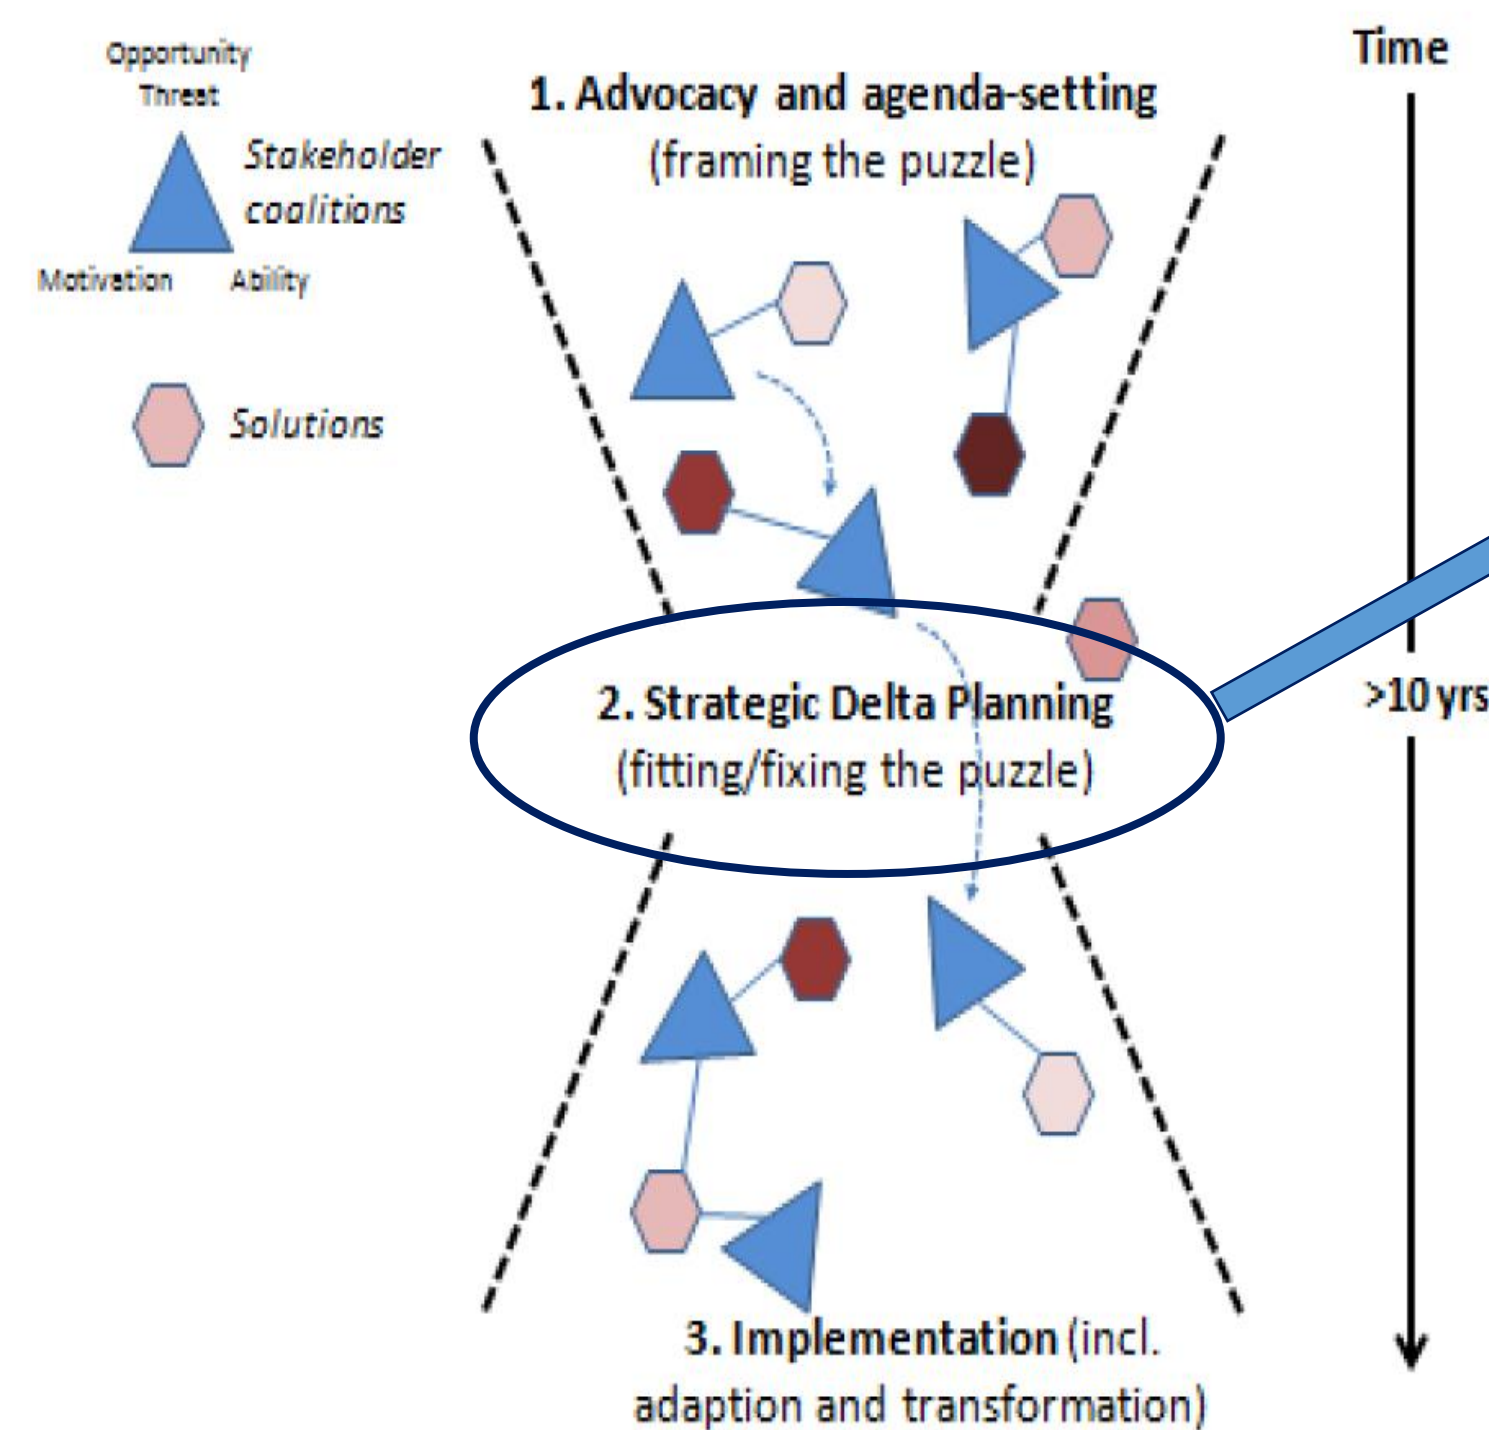 Opportunity
Threat
Stakeholder
coalitions
Motivation
Ability
Solutions
1. Advocacy and agenda-setting
(framing the puzzle)
Time
2. Strategic Delta Planning
(fitting/fixing the puzzle)
>10 yrs
3. Implementation (incl.
adaption and transformation)